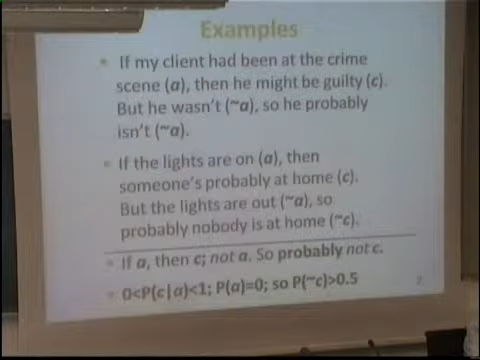 Examples
If my client had been at the crime
scene (a), then he might be guilty (c).
But he wasn't (~a), so he probably
isn't (~a).
If the lights are on (a), then
someone's probably at home (c).
But the lights are out (~a), so
probably nobody is at home (~c).
If a, then c; not a. So probably not c.
0<P(c|a)<1; P(a)=0; so P(~c)>0.5